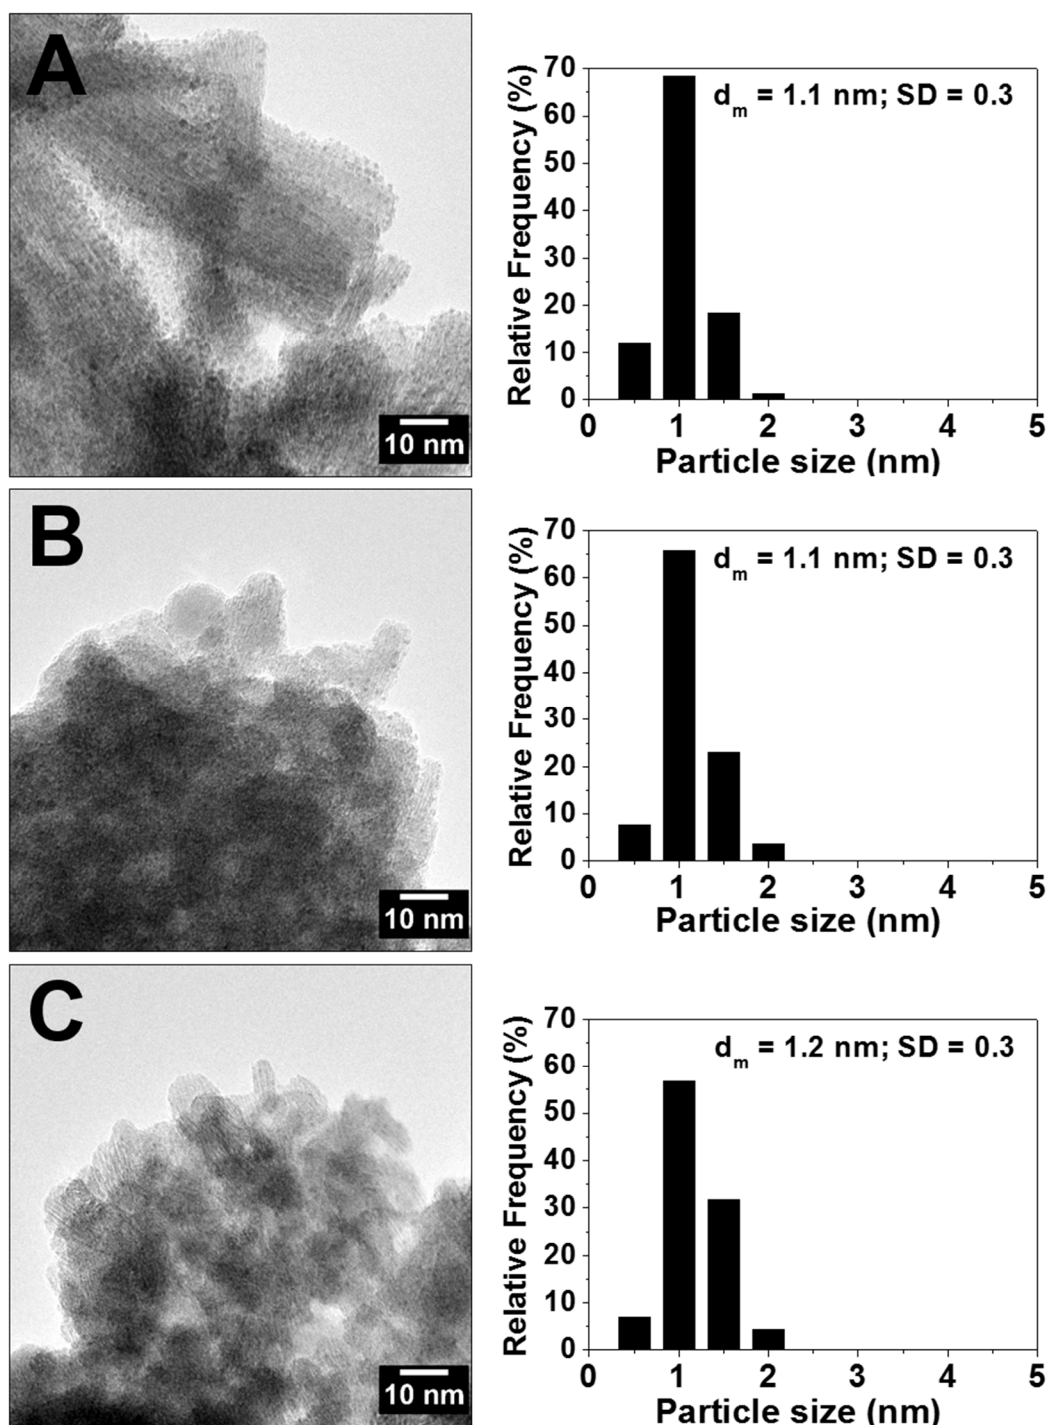 A
10 nm
d_m = 1.1 nm; SD = 0.3
Relative Frequency (%)
70
60
50
40
30
20
10
0
0 1 2 3 4 5
Particle size (nm)
B
10 nm
d_m = 1.1 nm; SD = 0.3
Relative Frequency (%)
70
60
50
40
30
20
10
0
0 1 2 3 4 5
Particle size (nm)
C
10 nm
d_m = 1.2 nm; SD = 0.3
Relative Frequency (%)
70
60
50
40
30
20
10
0
0 1 2 3 4 5
Particle size (nm)